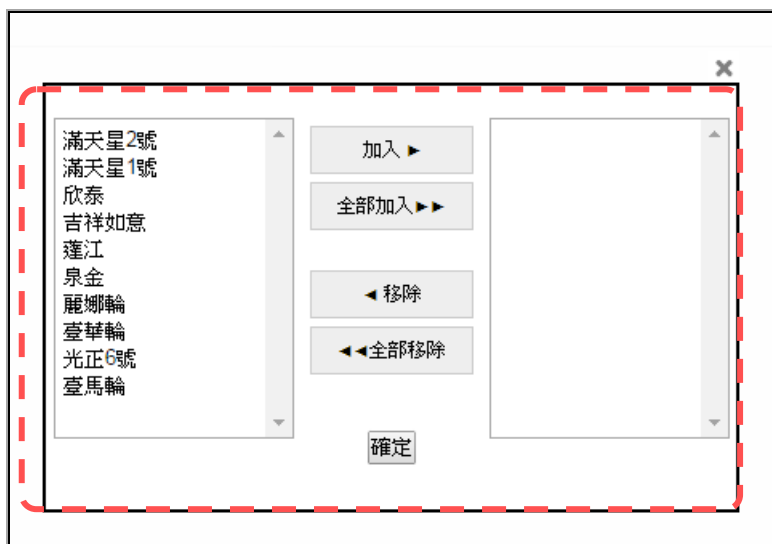 滿天星2號
滿天星1號
欣泰
吉祥如意
蓬江
泉金
麗娜輪
臺華輪
光正6號
臺馬輪
加入 ►
全部加入►►
◄ 移除
◄◄全部移除
確定